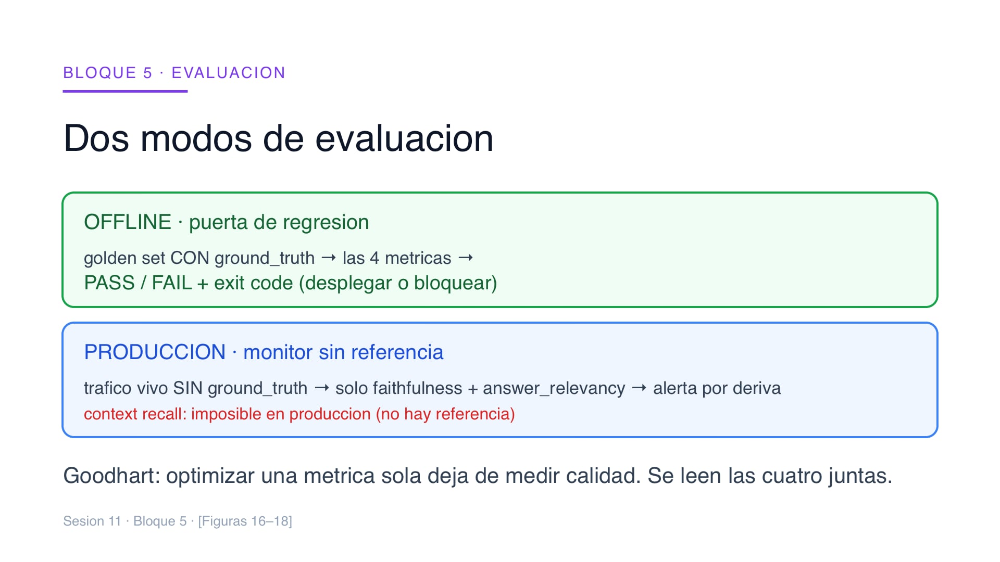 BLOQUE 5 · EVALUACION
Dos modos de evaluacion
OFFLINE · puerta de regresion
golden set CON ground_truth → las 4 metricas →
PASS / FAIL + exit code (desplegar o bloquear)
PRODUCCION · monitor sin referencia
trafico vivo SIN ground_truth → solo faithfulness + answer_relevancy → alerta por deriva
context recall: imposible en produccion (no hay referencia)
Goodhart: optimizar una metrica sola deja de medir calidad. Se leen las cuatro juntas.
Sesion 11 · Bloque 5 · [Figuras 16–18]